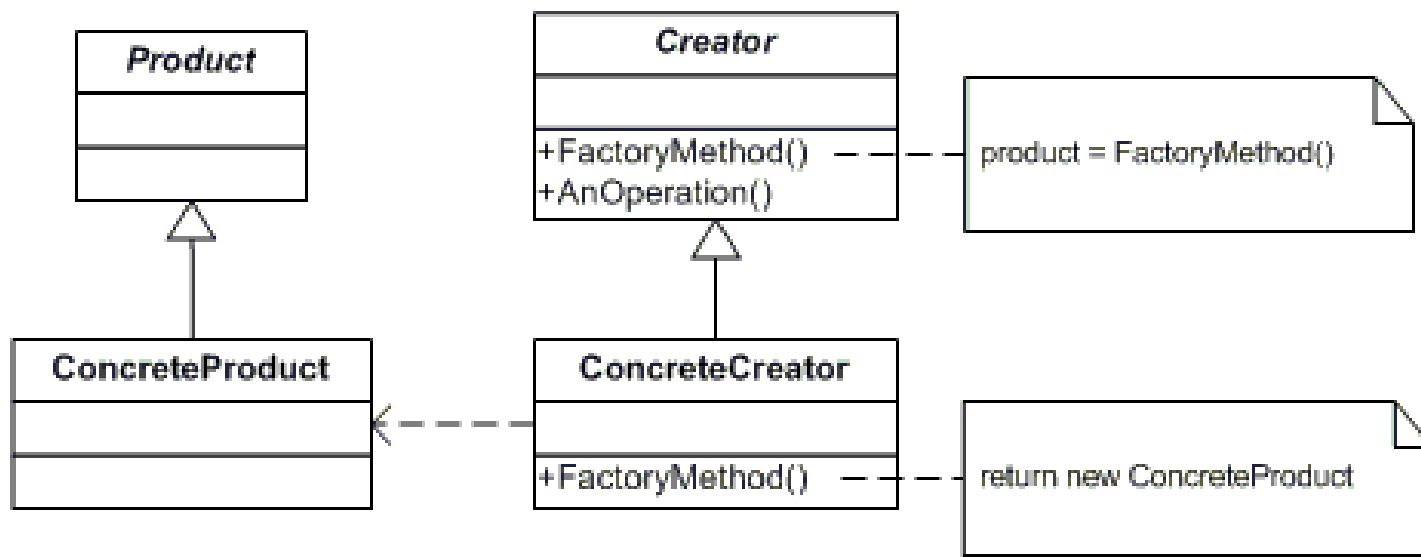 Product
Creator
+FactoryMethod()
+AnOperation()
product = FactoryMethod()
ConcreteProduct
ConcreteCreator
+FactoryMethod()
return new ConcreteProduct